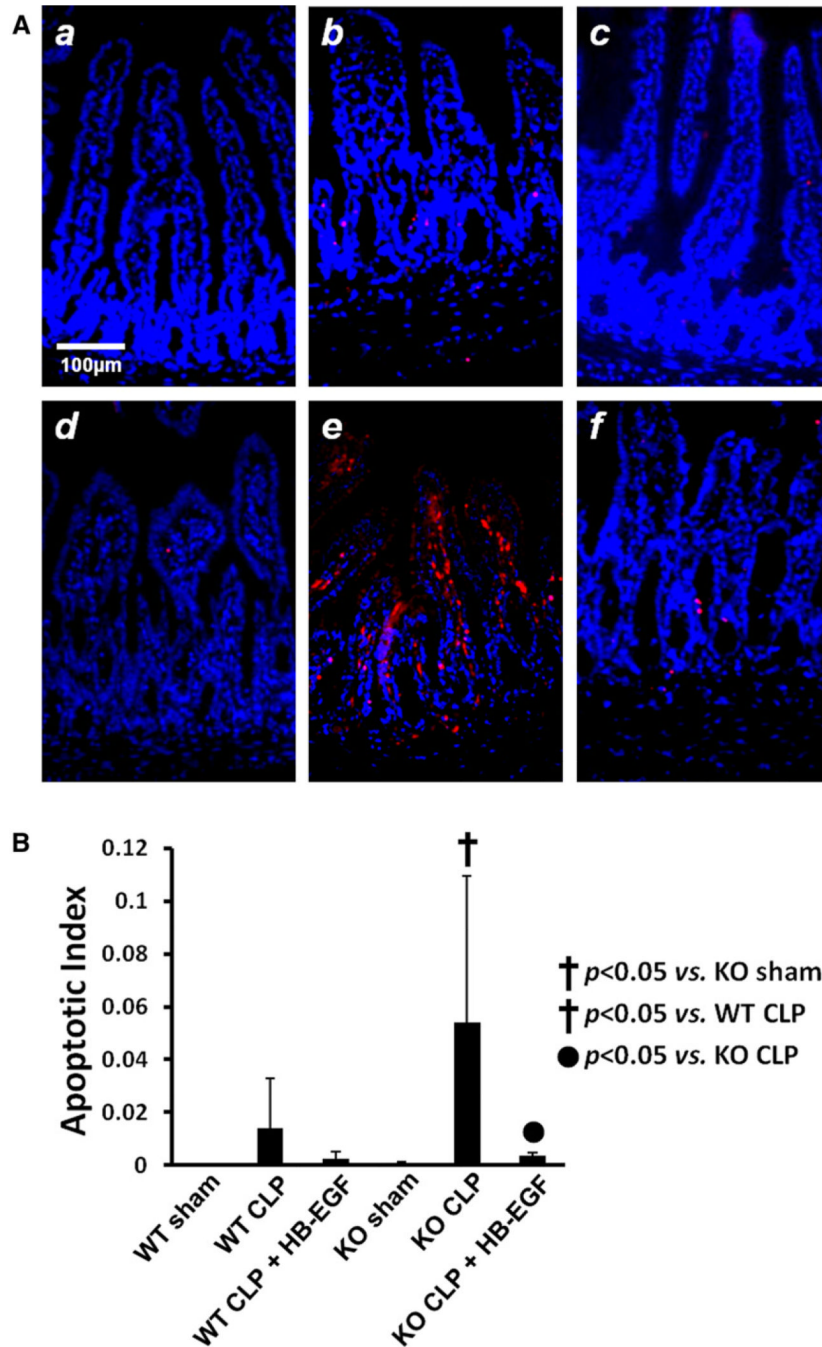 A
a
b
c
100μm
d
e
f
B
0.12
0.1
0.08
0.06
0.04
0.02
0
Apoptotic Index
WT sham
WT CLP
WT CLP + HB-EGF
KO sham
KO CLP
KO CLP + HB-EGF
†
●
† p<0.05 vs. KO sham
† p<0.05 vs. WT CLP
● p<0.05 vs. KO CLP